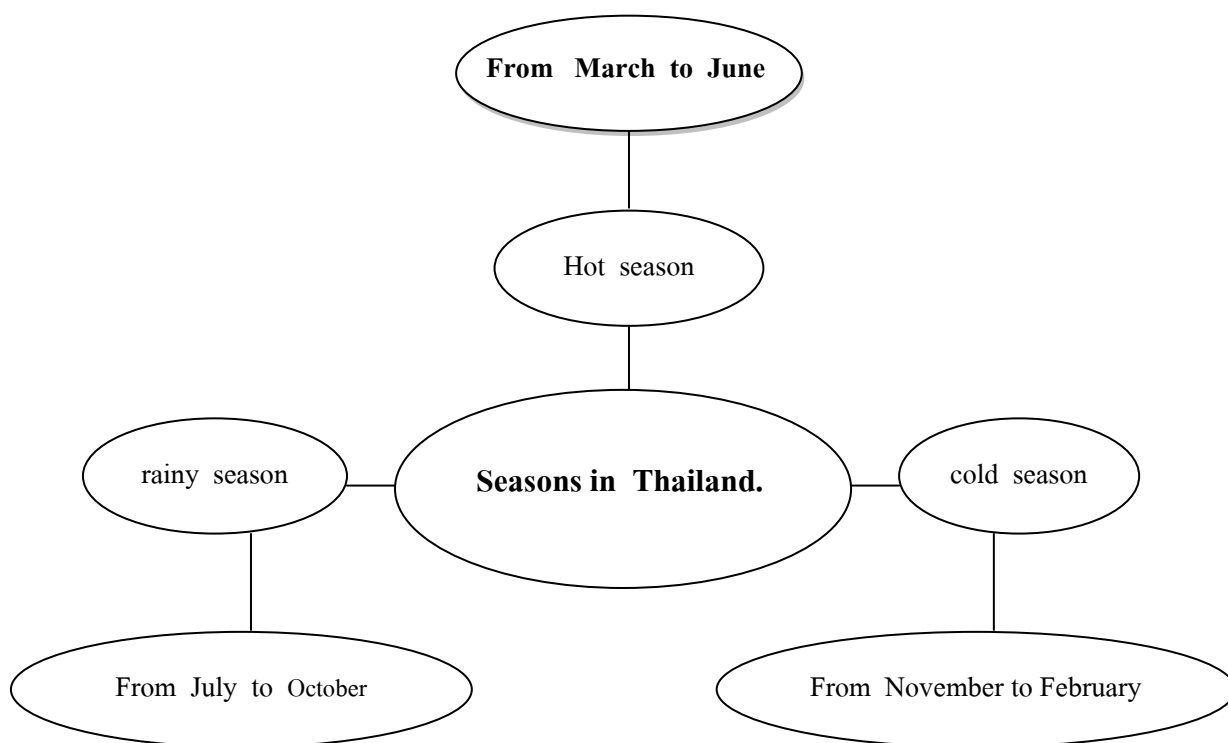 From March to June
Hot season
rainy season
Seasons in Thailand.
cold season
From July to October
From November to February